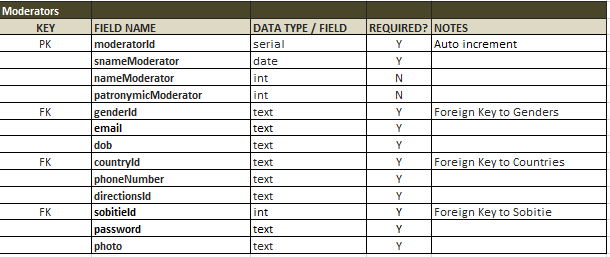 Moderators
KEY FIELD NAME DATA TYPE / FIELD REQUIRED? NOTES
PK moderatorId serial Y Auto increment
snameModerator date Y
nameModerator int N
patronymicModerator int N
FK genderId text Y Foreign Key to Genders
email text Y
dob text Y
FK countryId text Y Foreign Key to Countries
phoneNumber text Y
directionsId text Y
FK sobitieId int Y Foreign Key to Sobitie
password text Y
photo text Y